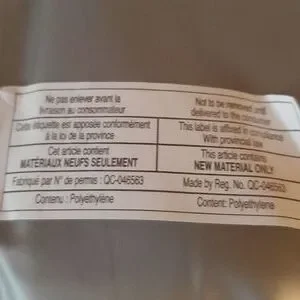 Ne pas enlever avant la
livraison au consommateur
Not to be removed until
delivered to the consumer
Cette étiquette est apposée conformément
à la loi de la province
This label is affixed in compliance
With provincial law
Cet article contient
MATÉRIAUX NEUFS SEULEMENT
This article contains
NEW MATERIAL ONLY
Fabriqué par N° de permis : QC-046563
Made by Reg. No. QC-046563
Contenu : Polyéthylène
Content: Polyethylene